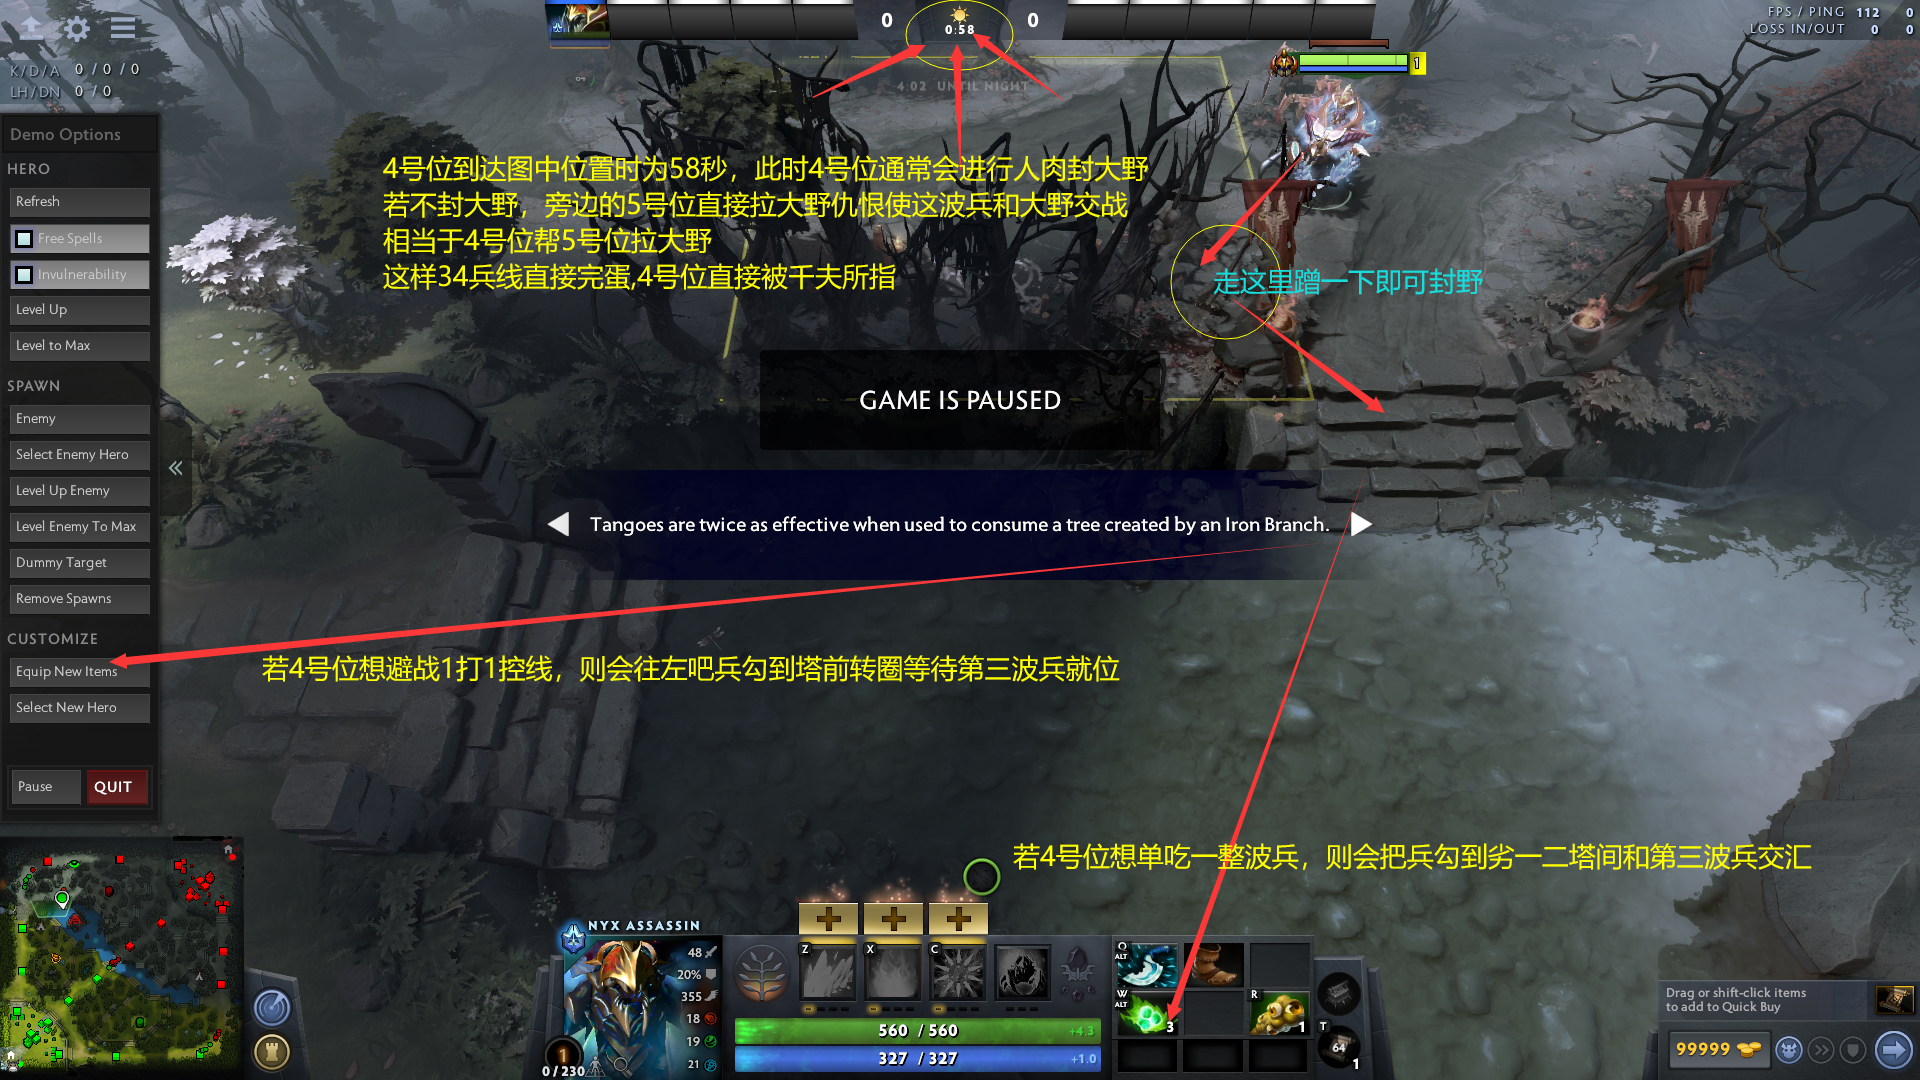 0
0:58
0
FPS / PING 112 0
LOSS IN/OUT 0 0
K/D/A 0 / 0 / 0
LH/DN 0 / 0
4:02 UNTIL NIGHT
1
Demo Options
HERO
Refresh
Free Spells
Invulnerability
Level Up
Level to Max
SPAWN
Enemy
Select Enemy Hero
Level Up Enemy
Level Enemy To Max
Dummy Target
Remove Spawns
CUSTOMIZE
Equip New Items
Select New Hero
Pause
QUIT
4号位到达图中位置时为58秒，此时4号位通常会进行人肉封大野
若不封大野，旁边的5号位直接拉大野仇恨使这波兵和大野交战
相当于4号位帮5号位拉大野
这样34兵线直接完蛋,4号位直接被千夫所指
走这里蹭一下即可封野
GAME IS PAUSED
Tangoes are twice as effective when used to consume a tree created by an Iron Branch.
若4号位想避战1打1控线，则会往左吧兵勾到塔前转圈等待第三波兵就位
若4号位想单吃一整波兵，则会把兵勾到劣一二塔间和第三波兵交汇
NYX ASSASSIN
48
20%
355
18
19
21
1
0 / 230
Z
X
C
560 / 560
+4.3
327 / 327
+1.0
Q
ALT
W
ALT
3
R
1
T
64
1
Drag or shift-click items
to add to Quick Buy
99999